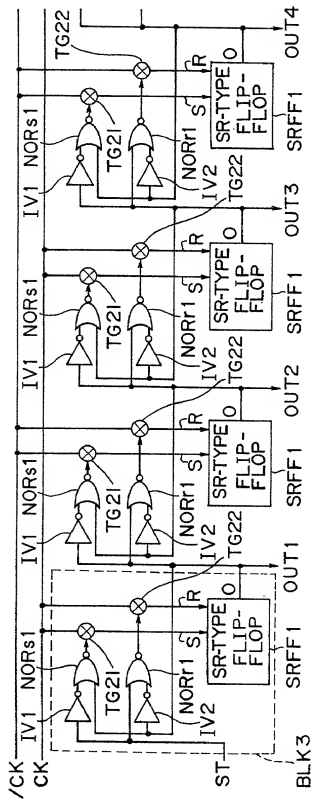 /CK
CK
ST
BLK3
IV1
NORs1
TG21
NORr1
IV2
TG22
S
R
SR-TYPE
FLIP-
FLOP
O
SRFF1
OUT1
IV1
NORs1
TG21
NORr1
IV2
TG22
S
R
SR-TYPE
FLIP-
FLOP
O
SRFF1
OUT2
IV1
NORs1
TG21
NORr1
IV2
TG22
S
R
SR-TYPE
FLIP-
FLOP
O
SRFF1
OUT3
IV1
NORs1
TG21
NORr1
IV2
TG22
S
R
SR-TYPE
FLIP-
FLOP
O
SRFF1
OUT4